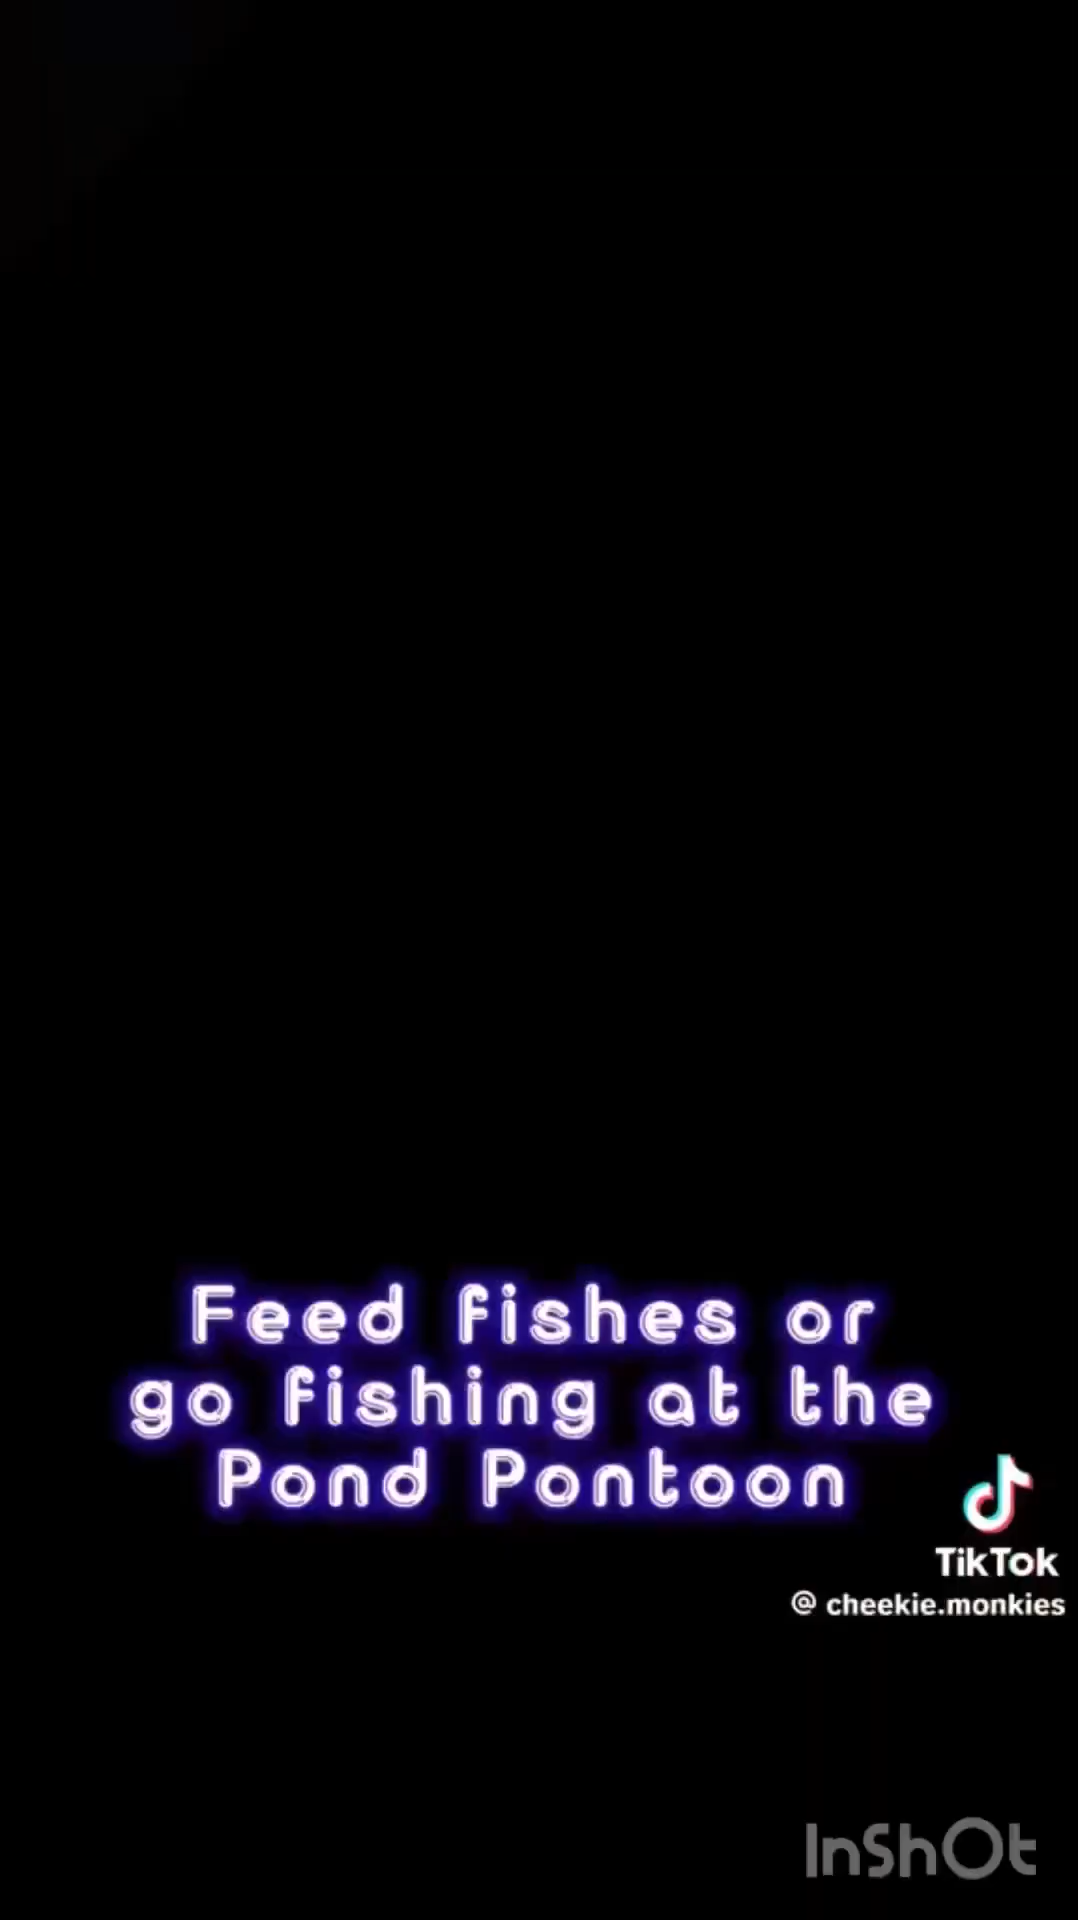 Feed fishes or
go fishing at the
Pond Pontoon
TikTok
@ cheekie.monkies
InShOt